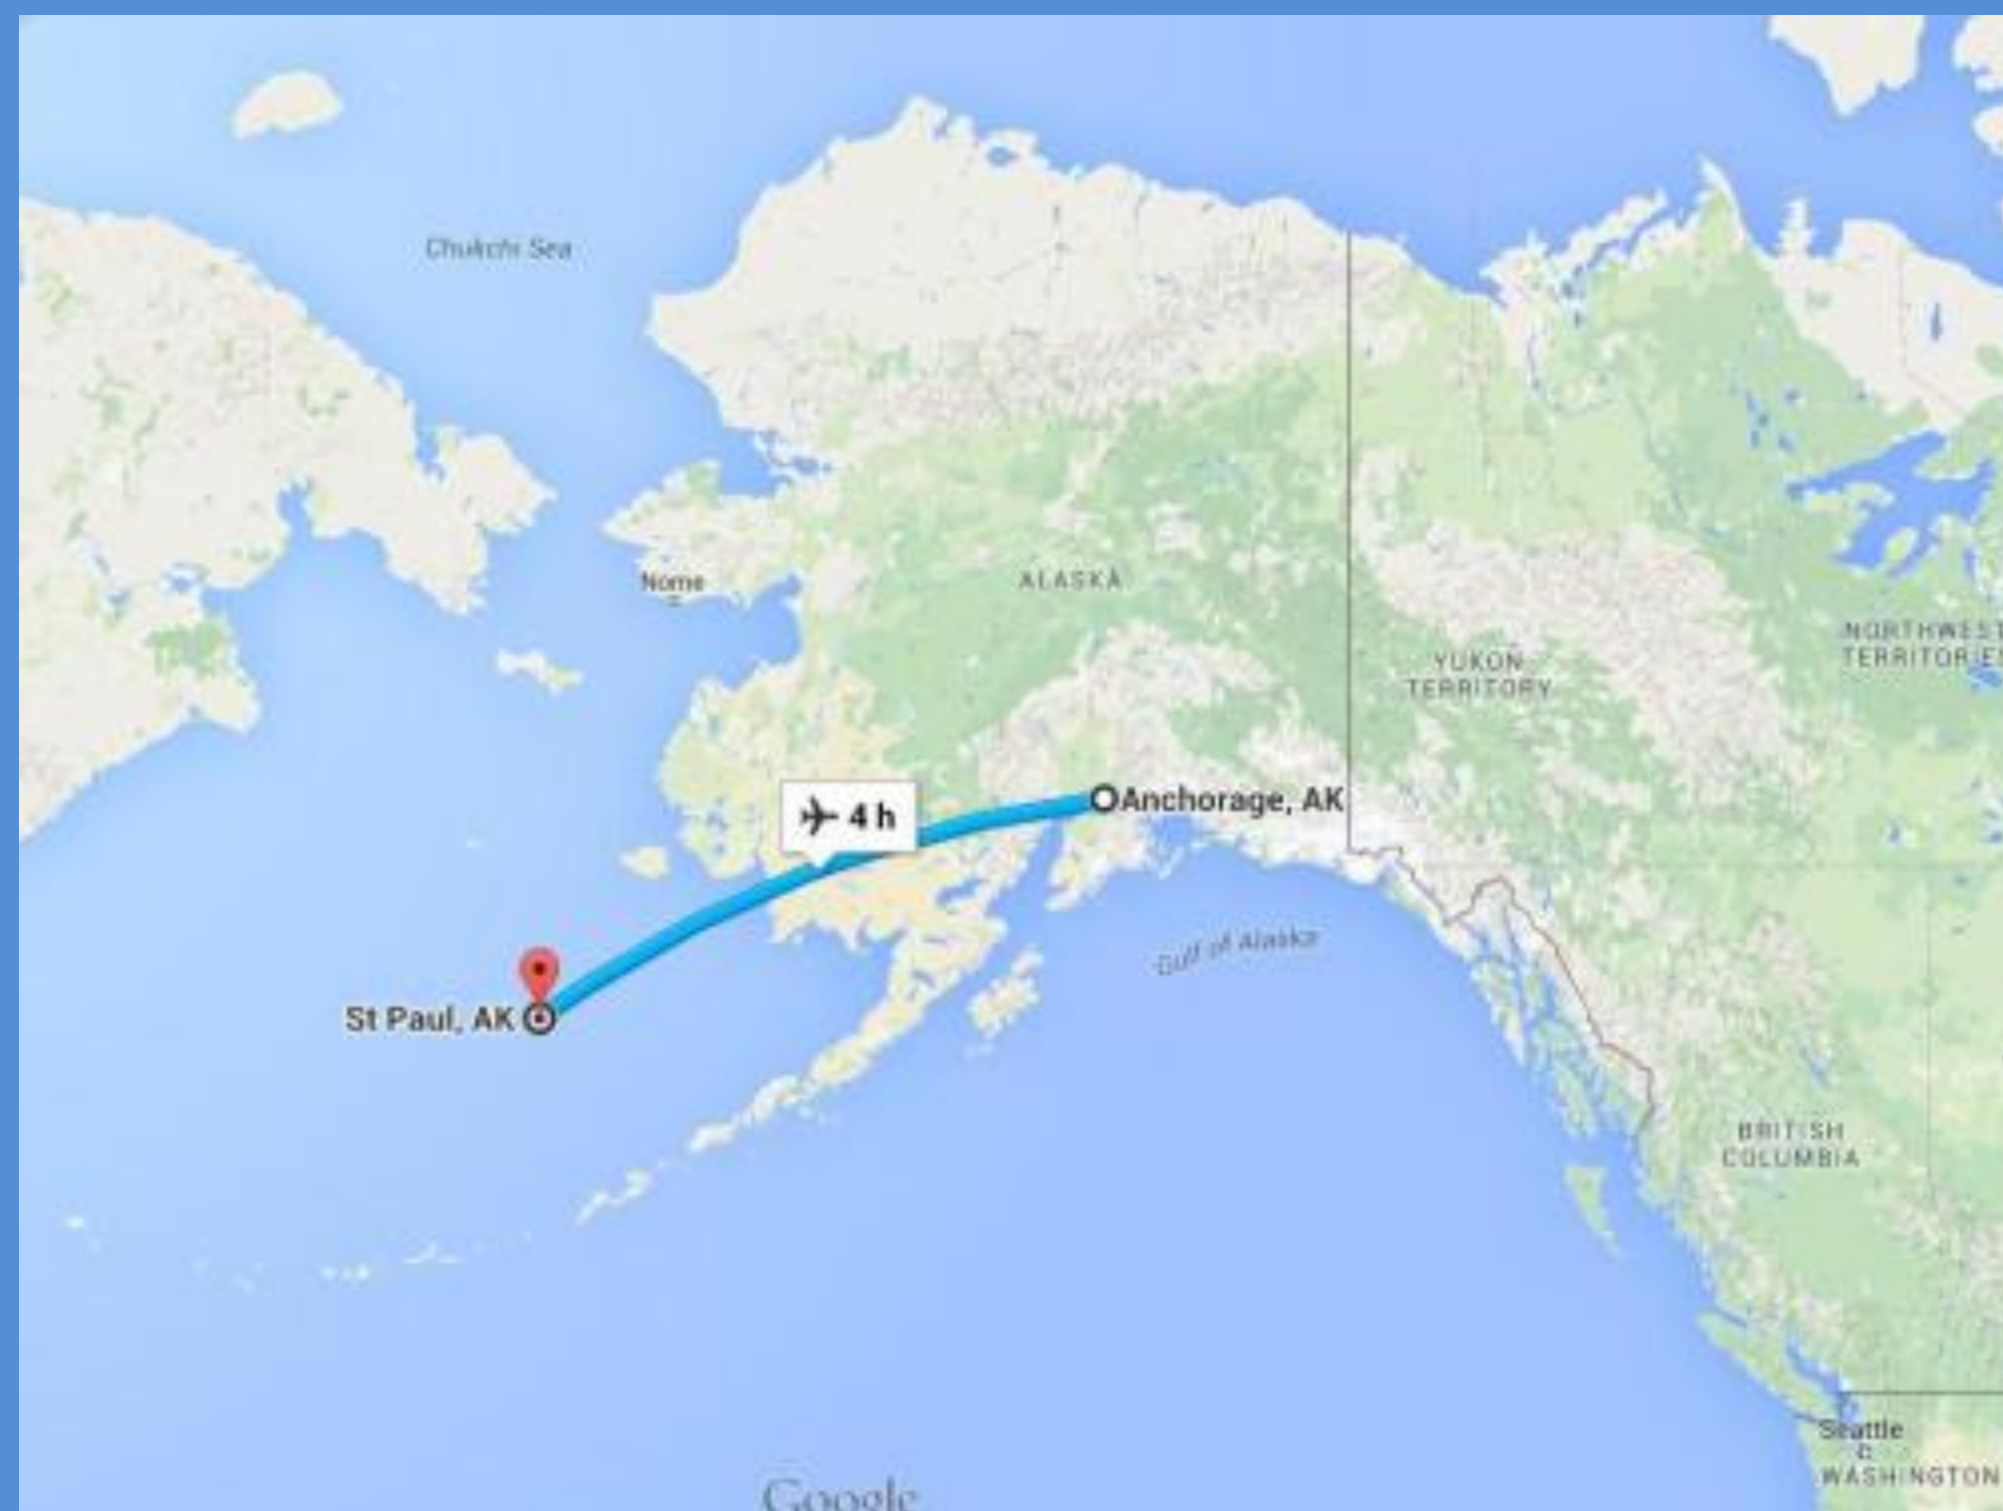 Chukchi Sea
Nome
ALASKA
YUKON
TERRITORY
NORTHWEST
TERRITORIES
4 h
Anchorage, AK
Gulf of Alaska
St Paul, AK
BRITISH
COLUMBIA
Seattle
WASHINGTON
Google